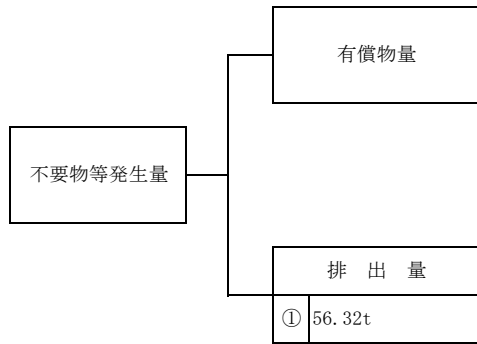 有償物量
不要物等発生量
排 出 量
① 56.32t